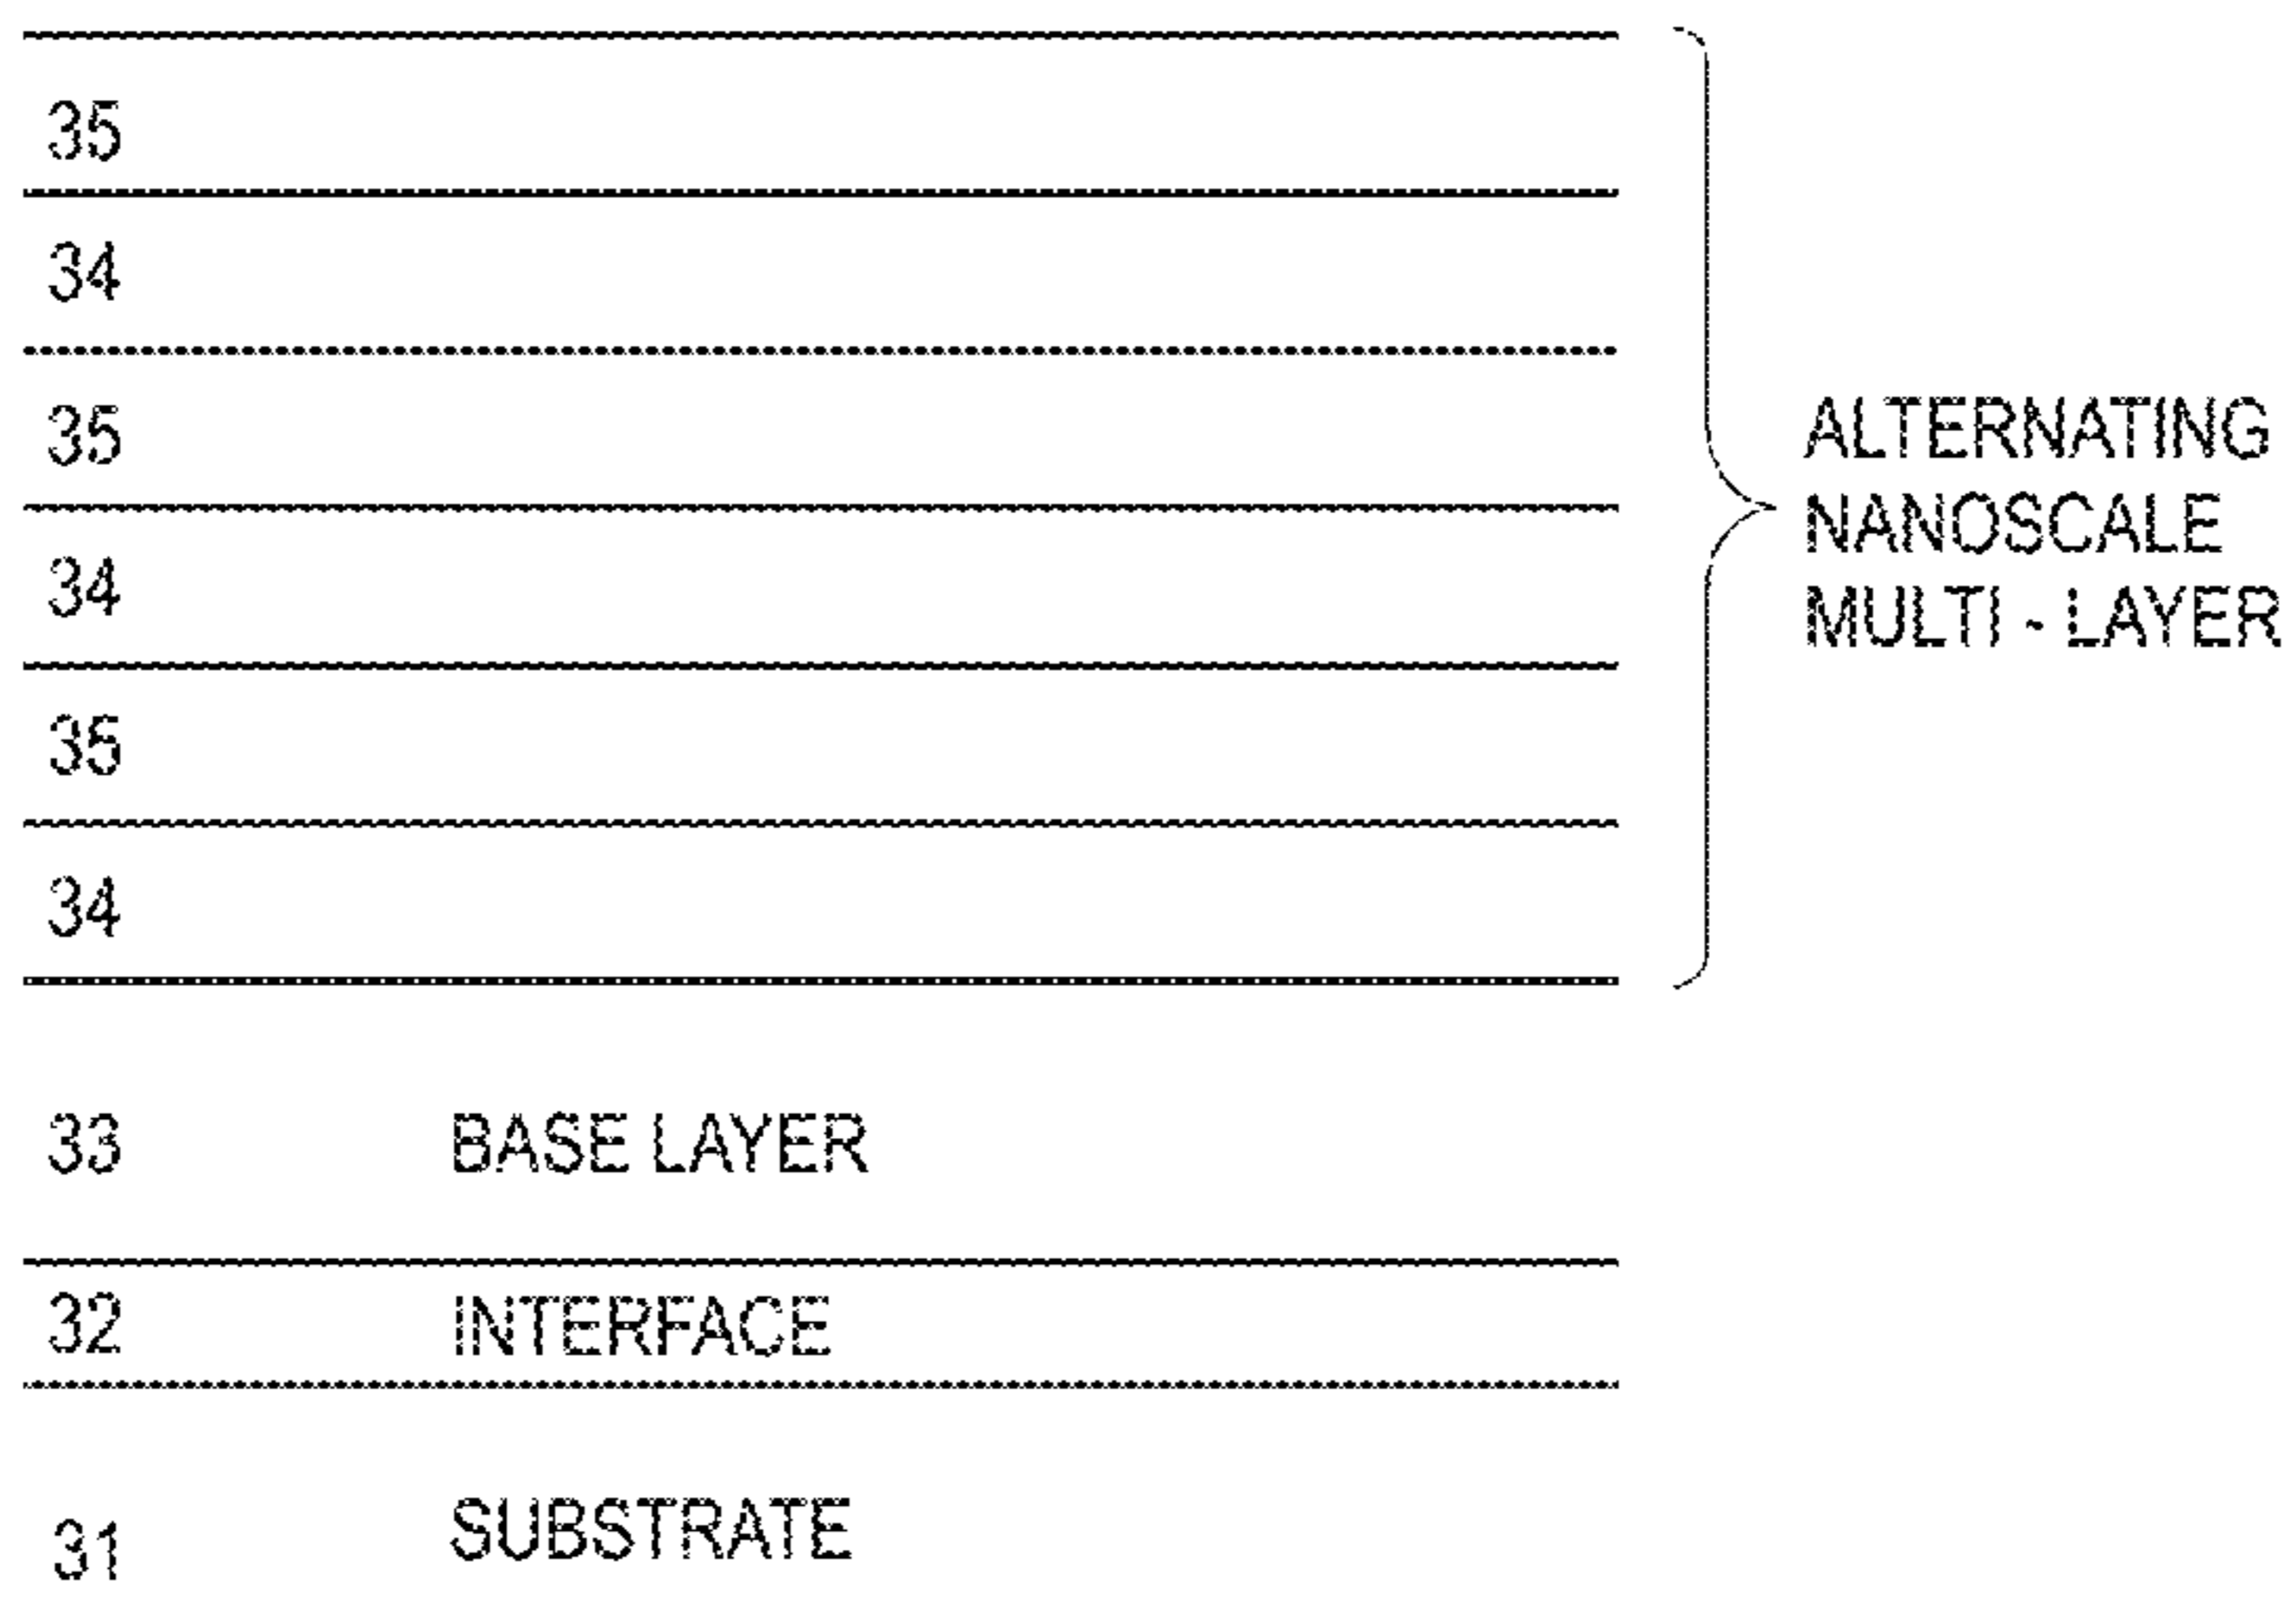 35
34
35
ALTERNATING
NANOSCALE
MULTI - LAYER
34
35
34
33 BASE LAYER
32 INTERFACE
31 SUBSTRATE